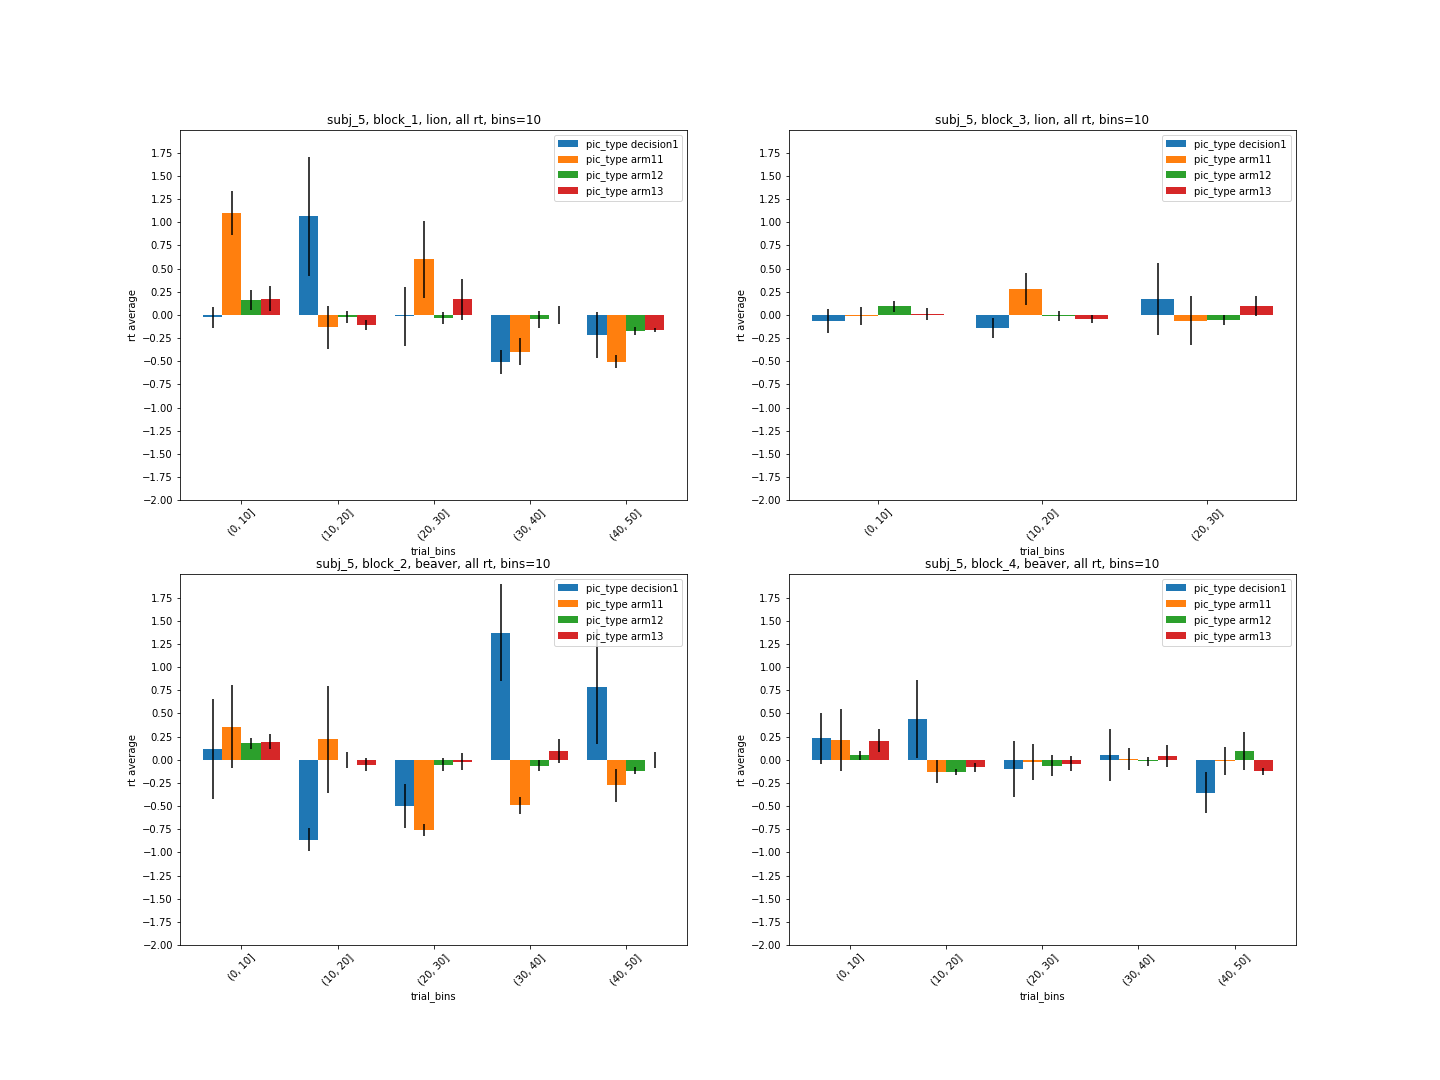 subj_5, block_1, lion, all rt, bins=10
pic_type decision1
pic_type arm11
pic_type arm12
pic_type arm13
1.75
1.50
1.25
1.00
0.75
0.50
0.25
0.00
−0.25
−0.50
−0.75
−1.00
−1.25
−1.50
−1.75
−2.00
rt average
(0, 10]
(10, 20]
(20, 30]
(30, 40]
(40, 50]
trial_bins
subj_5, block_3, lion, all rt, bins=10
pic_type decision1
pic_type arm11
pic_type arm12
pic_type arm13
1.75
1.50
1.25
1.00
0.75
0.50
0.25
0.00
−0.25
−0.50
−0.75
−1.00
−1.25
−1.50
−1.75
−2.00
rt average
(0, 10]
(10, 20]
(20, 30]
trial_bins
subj_5, block_2, beaver, all rt, bins=10
pic_type decision1
pic_type arm11
pic_type arm12
pic_type arm13
1.75
1.50
1.25
1.00
0.75
0.50
0.25
0.00
−0.25
−0.50
−0.75
−1.00
−1.25
−1.50
−1.75
−2.00
rt average
(0, 10]
(10, 20]
(20, 30]
(30, 40]
(40, 50]
trial_bins
subj_5, block_4, beaver, all rt, bins=10
pic_type decision1
pic_type arm11
pic_type arm12
pic_type arm13
1.75
1.50
1.25
1.00
0.75
0.50
0.25
0.00
−0.25
−0.50
−0.75
−1.00
−1.25
−1.50
−1.75
−2.00
rt average
(0, 10]
(10, 20]
(20, 30]
(30, 40]
(40, 50]
trial_bins